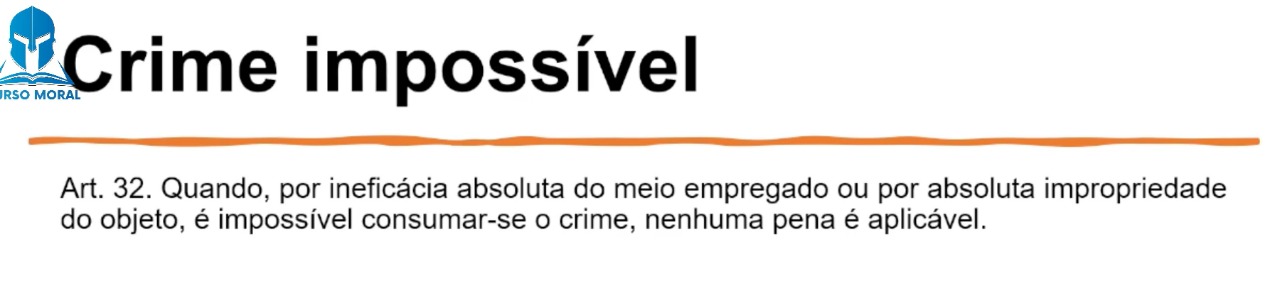 Crime impossível
URSO MORAL
Art. 32. Quando, por ineficácia absoluta do meio empregado ou por absoluta impropriedade
do objeto, é impossível consumar-se o crime, nenhuma pena é aplicável.